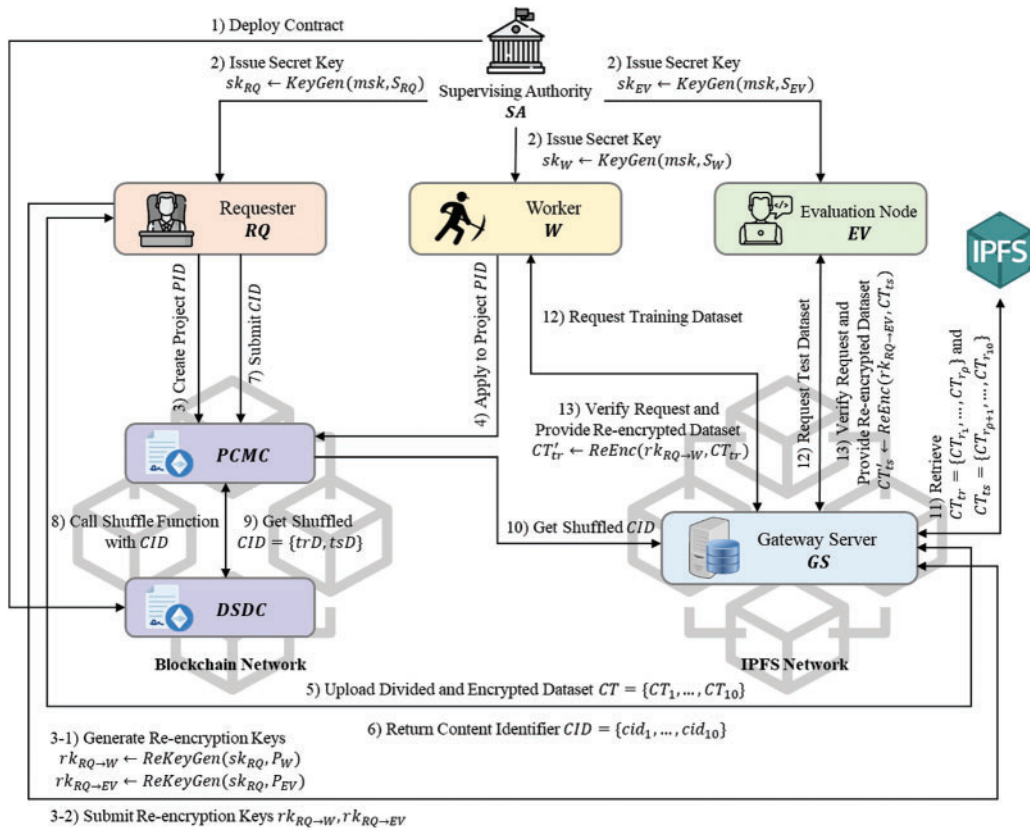 1) Deploy Contract
2) Issue Secret Key
sk_RQ ← KeyGen(msk, S_RQ)
2) Issue Secret Key
sk_EV ← KeyGen(msk, S_EV)
Supervising Authority
SA
2) Issue Secret Key
sk_W ← KeyGen(msk, S_W)
Requester
RQ
Worker
W
Evaluation Node
EV
IPFS
3) Create Project PID
7) Submit CID
4) Apply to Project PID
12) Request Training Dataset
12) Request Test Dataset
13) Verify Request and
Provide Re-encrypted Dataset
CT'_ts ← ReEnc(rk_RQ→EV, CT_ts)
11) Retrieve
CT_tr = {CT_r_1, ..., CT_r_ρ} and
CT_ts = {CT_r_ρ+1, ..., CT_r_10}
13) Verify Request and
Provide Re-encrypted Dataset
CT'_tr ← ReEnc(rk_RQ→W, CT_tr)
PCMC
8) Call Shuffle Function
with CID
9) Get Shuffled
CID = {trD, tsD}
10) Get Shuffled CID
Gateway Server
GS
DSDC
Blockchain Network
IPFS Network
5) Upload Divided and Encrypted Dataset CT = {CT_1, ..., CT_10}
6) Return Content Identifier CID = {cid_1, ..., cid_10}
3-1) Generate Re-encryption Keys
rk_RQ→W ← ReKeyGen(sk_RQ, P_W)
rk_RQ→EV ← ReKeyGen(sk_RQ, P_EV)
3-2) Submit Re-encryption Keys rk_RQ→W, rk_RQ→EV